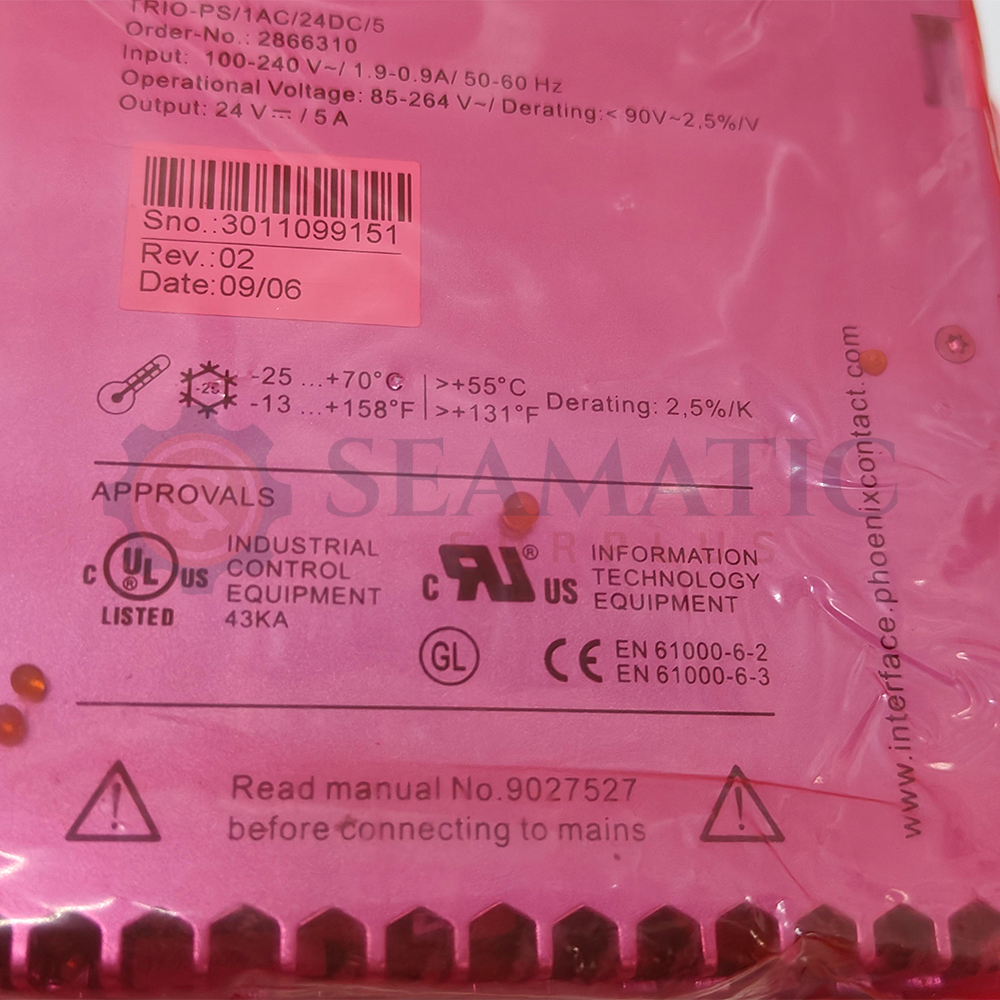 TRIO-PS/1AC/24DC/5
Order-No.: 2866310
Input: 100-240 V~/ 1.9-0.9A/ 50-60 Hz
Operational Voltage: 85-264 V~/ Derating:< 90V~2,5%/V
Output: 24 V⎓ / 5 A
Sno.:3011099151
Rev.:02
Date:09/06
-25
-25 ...+70°C >+55°C
-13 ...+158°F >+131°F Derating: 2,5%/K
SEAMATIC
SURPLUS
APPROVALS
C UL® US
LISTED
INDUSTRIAL
CONTROL
EQUIPMENT
43KA
C RU® US
INFORMATION
TECHNOLOGY
EQUIPMENT
GL
CE EN 61000-6-2
EN 61000-6-3
www.interface.phoenixcontact.com
Read manual No.9027527
before connecting to mains